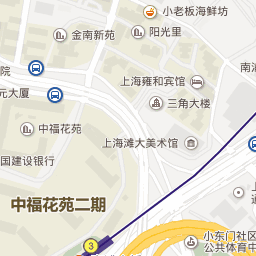 小老板海鲜坊
金南新苑
阳光里
院
南浦
上海雍和宾馆
元大厦
三角大楼
中福花苑
上海滩大美术馆
国建设银行
中福花苑二期
小东门社区
公共体育中
3